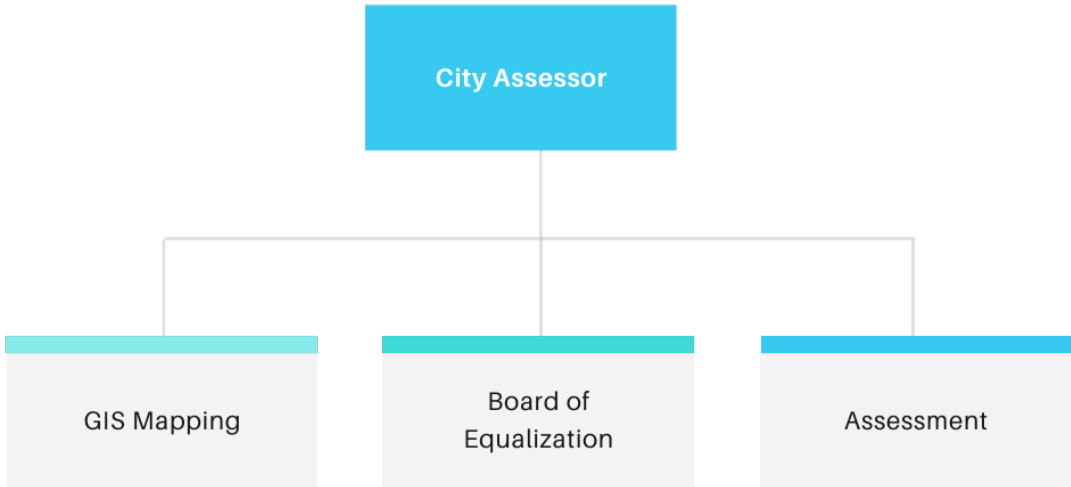 City Assessor
GIS Mapping
Board of
Equalization
Assessment